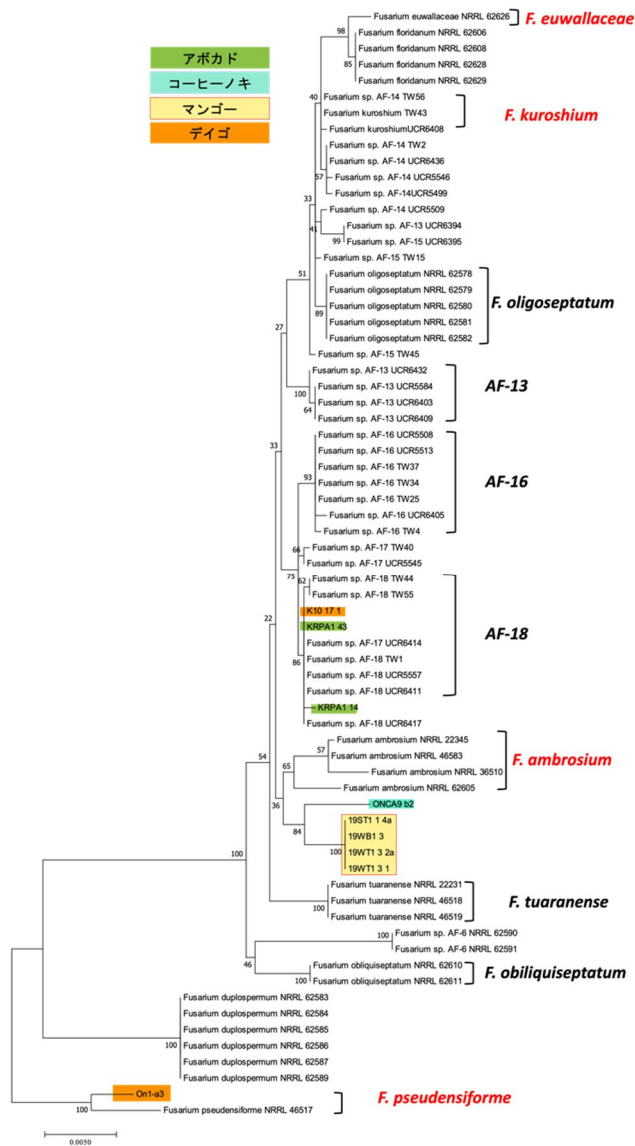 Fusarium euwallaceae NRRL 62626
F. euwallaceae
98
Fusarium floridanum NRRL 62606
Fusarium floridanum NRRL 62608
85
Fusarium floridanum NRRL 62628
Fusarium floridanum NRRL 62629
アボカド
コーヒーノキ
マンゴー
デイゴ
40
Fusarium sp. AF-14 TW56
Fusarium kuroshium TW43
F. kuroshium
Fusarium kuroshiumUCR6408
Fusarium sp. AF-14 TW2
Fusarium sp. AF-14 UCR6436
57
Fusarium sp. AF-14 UCR5546
Fusarium sp. AF-14UCR5499
33
Fusarium sp. AF-14 UCR5509
41
Fusarium sp. AF-13 UCR6394
99
Fusarium sp. AF-15 UCR6395
Fusarium sp. AF-15 TW15
51
Fusarium oligoseptatum NRRL 62578
Fusarium oligoseptatum NRRL 62579
Fusarium oligoseptatum NRRL 62580
F. oligoseptatum
89
Fusarium oligoseptatum NRRL 62581
Fusarium oligoseptatum NRRL 62582
27
Fusarium sp. AF-15 TW45
Fusarium sp. AF-13 UCR6432
Fusarium sp. AF-13 UCR5584
AF-13
100
Fusarium sp. AF-13 UCR6403
64
Fusarium sp. AF-13 UCR6409
33
Fusarium sp. AF-16 UCR5508
Fusarium sp. AF-16 UCR5513
Fusarium sp. AF-16 TW37
93
Fusarium sp. AF-16 TW34
AF-16
Fusarium sp. AF-16 TW25
Fusarium sp. AF-16 UCR6405
Fusarium sp. AF-16 TW4
66
Fusarium sp. AF-17 TW40
Fusarium sp. AF-17 UCR5545
75
62
Fusarium sp. AF-18 TW44
Fusarium sp. AF-18 TW55
K10 17 1
22
KRPA1 43
AF-18
Fusarium sp. AF-17 UCR6414
86
Fusarium sp. AF-18 TW1
Fusarium sp. AF-18 UCR5557
Fusarium sp. AF-18 UCR6411
KRPA1 14
Fusarium sp. AF-18 UCR6417
Fusarium ambrosium NRRL 22345
57
Fusarium ambrosium NRRL 46583
54
F. ambrosium
65
Fusarium ambrosium NRRL 36510
Fusarium ambrosium NRRL 62605
36
ONCA9 b2
84
19ST1 1 4a
19WB1 3
100
19WT1 3 2a
19WT1 3 1
100
Fusarium tuaranense NRRL 22231
Fusarium tuaranense NRRL 46518
F. tuaranense
100
Fusarium tuaranense NRRL 46519
100
Fusarium sp. AF-6 NRRL 62590
Fusarium sp. AF-6 NRRL 62591
46
Fusarium obliquiseptatum NRRL 62610
F. obiliquiseptatum
100
Fusarium obliquiseptatum NRRL 62611
Fusarium duplospermum NRRL 62583
Fusarium duplospermum NRRL 62584
Fusarium duplospermum NRRL 62585
Fusarium duplospermum NRRL 62586
100
Fusarium duplospermum NRRL 62587
Fusarium duplospermum NRRL 62589
On1-a3
F. pseudensiforme
100
Fusarium pseudensiforme NRRL 46517
0.0050